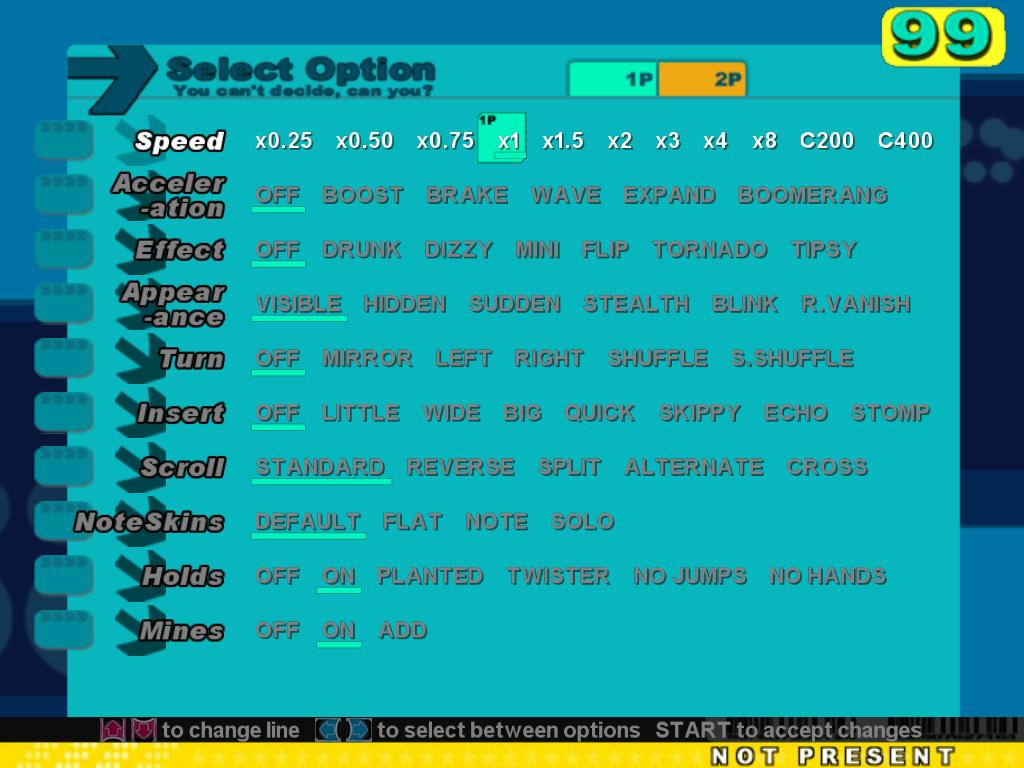 99
Select Option
You can't decide, can you?
1P 2P
1P
Speed x0.25 x0.50 x0.75 x1 x1.5 x2 x3 x4 x8 C200 C400
Acceler
-ation OFF BOOST BRAKE WAVE EXPAND BOOMERANG
Effect OFF DRUNK DIZZY MINI FLIP TORNADO TIPSY
Appear
-ance VISIBLE HIDDEN SUDDEN STEALTH BLINK R.VANISH
Turn OFF MIRROR LEFT RIGHT SHUFFLE S.SHUFFLE
Insert OFF LITTLE WIDE BIG QUICK SKIPPY ECHO STOMP
Scroll STANDARD REVERSE SPLIT ALTERNATE CROSS
NoteSkins DEFAULT FLAT NOTE SOLO
Holds OFF ON PLANTED TWISTER NO JUMPS NO HANDS
Mines OFF ON ADD
to change line to select between options START to accept changes
NOT PRESENT